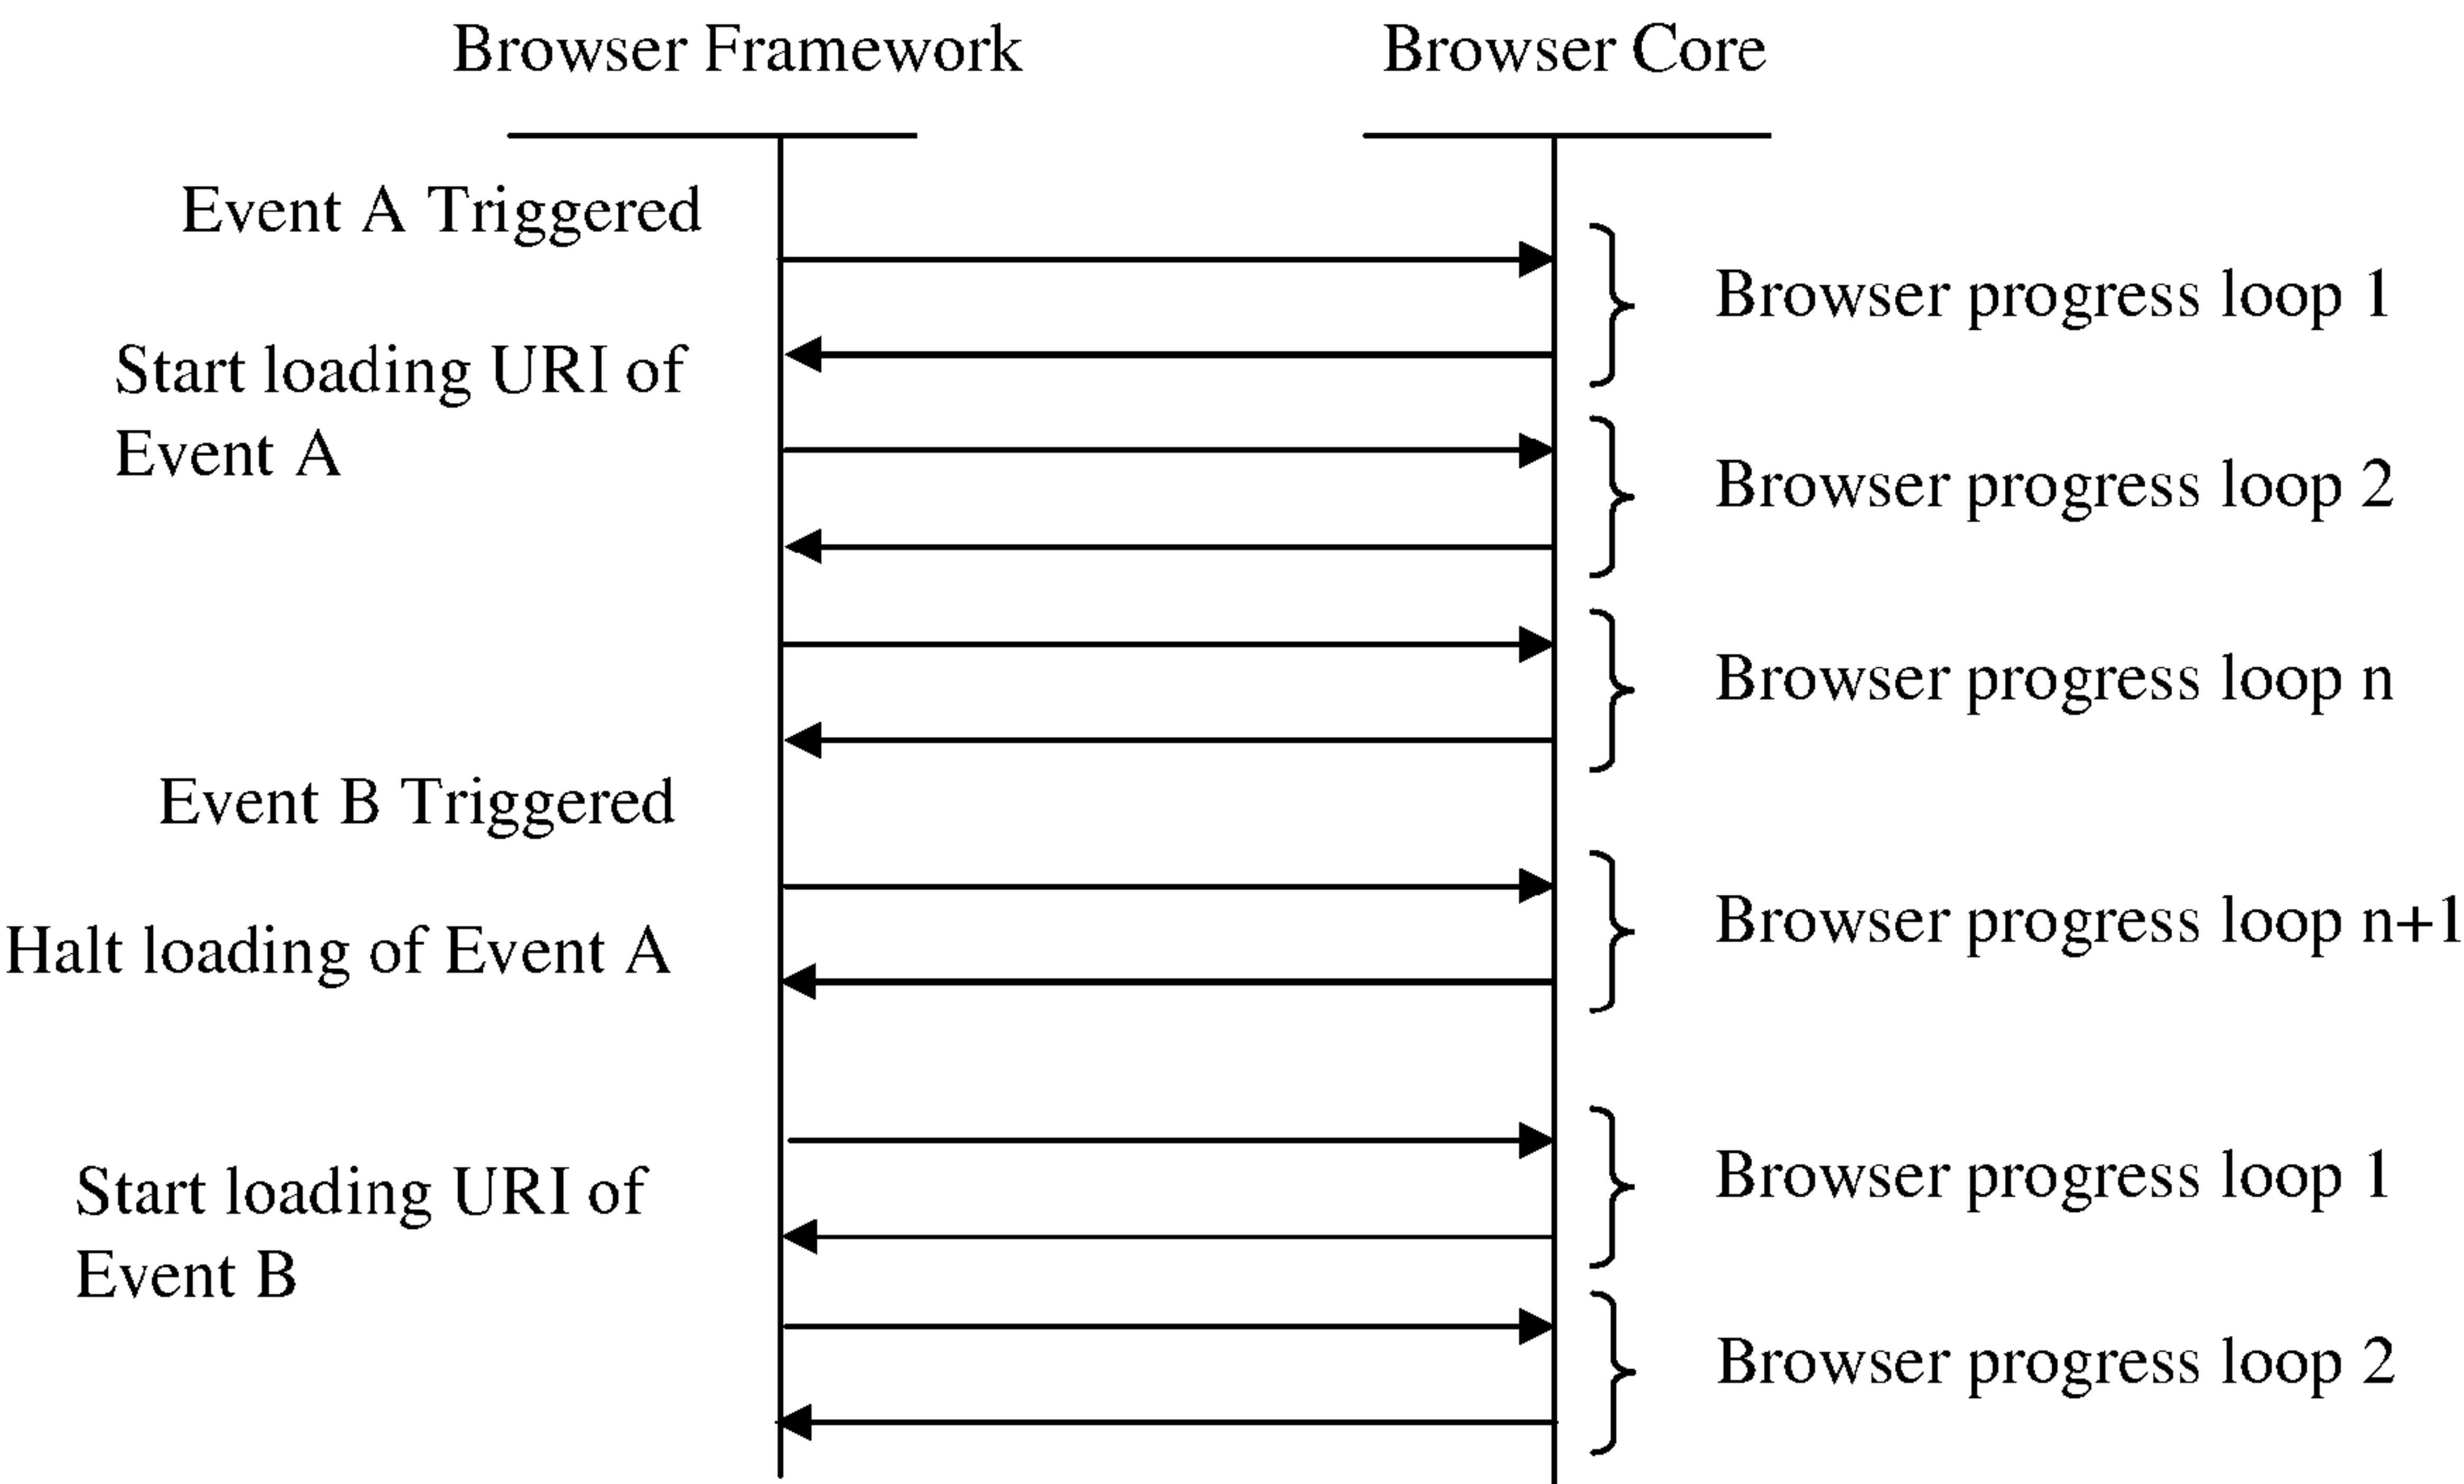 Browser Framework
Browser Core
Event A Triggered
Browser progress loop 1
Start loading URI of
Event A
Browser progress loop 2
Browser progress loop n
Event B Triggered
Browser progress loop n+1
Halt loading of Event A
Browser progress loop 1
Start loading URI of
Event B
Browser progress loop 2